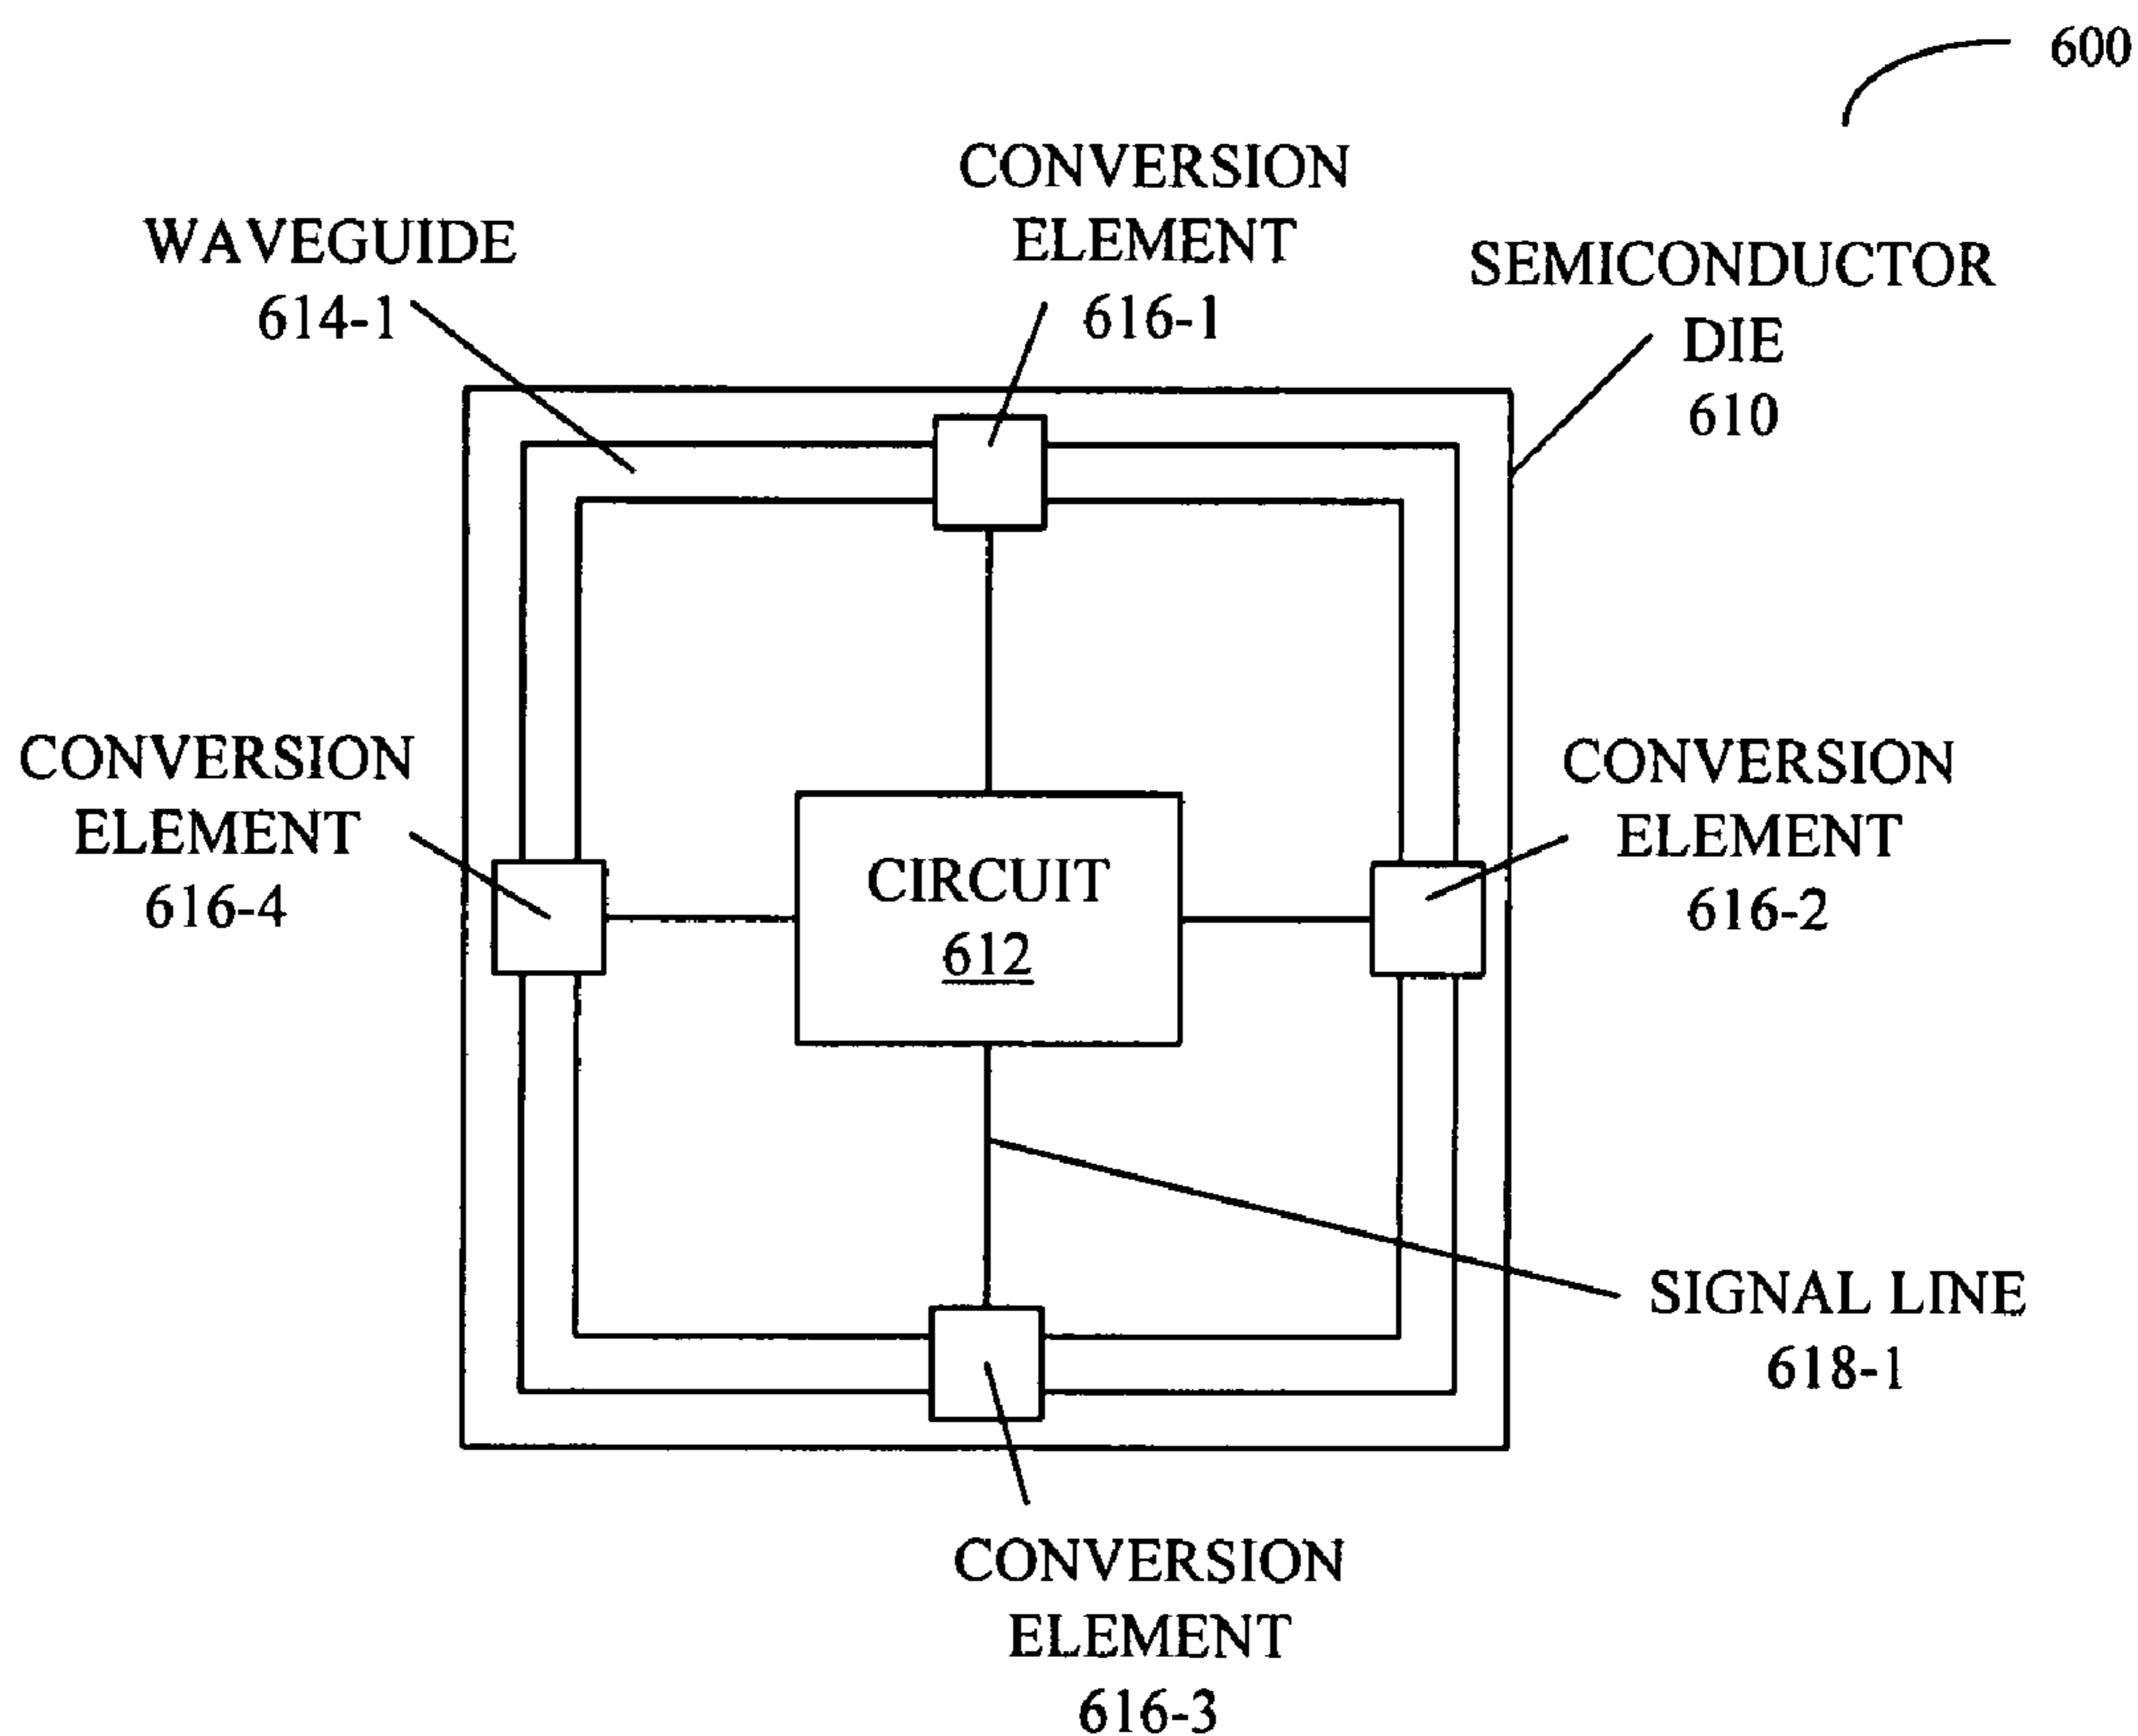 600
CONVERSION
ELEMENT
616-1
WAVEGUIDE
614-1
SEMICONDUCTOR
DIE
610
CONVERSION
ELEMENT
616-4
CIRCUIT
612
CONVERSION
ELEMENT
616-2
SIGNAL LINE
618-1
CONVERSION
ELEMENT
616-3